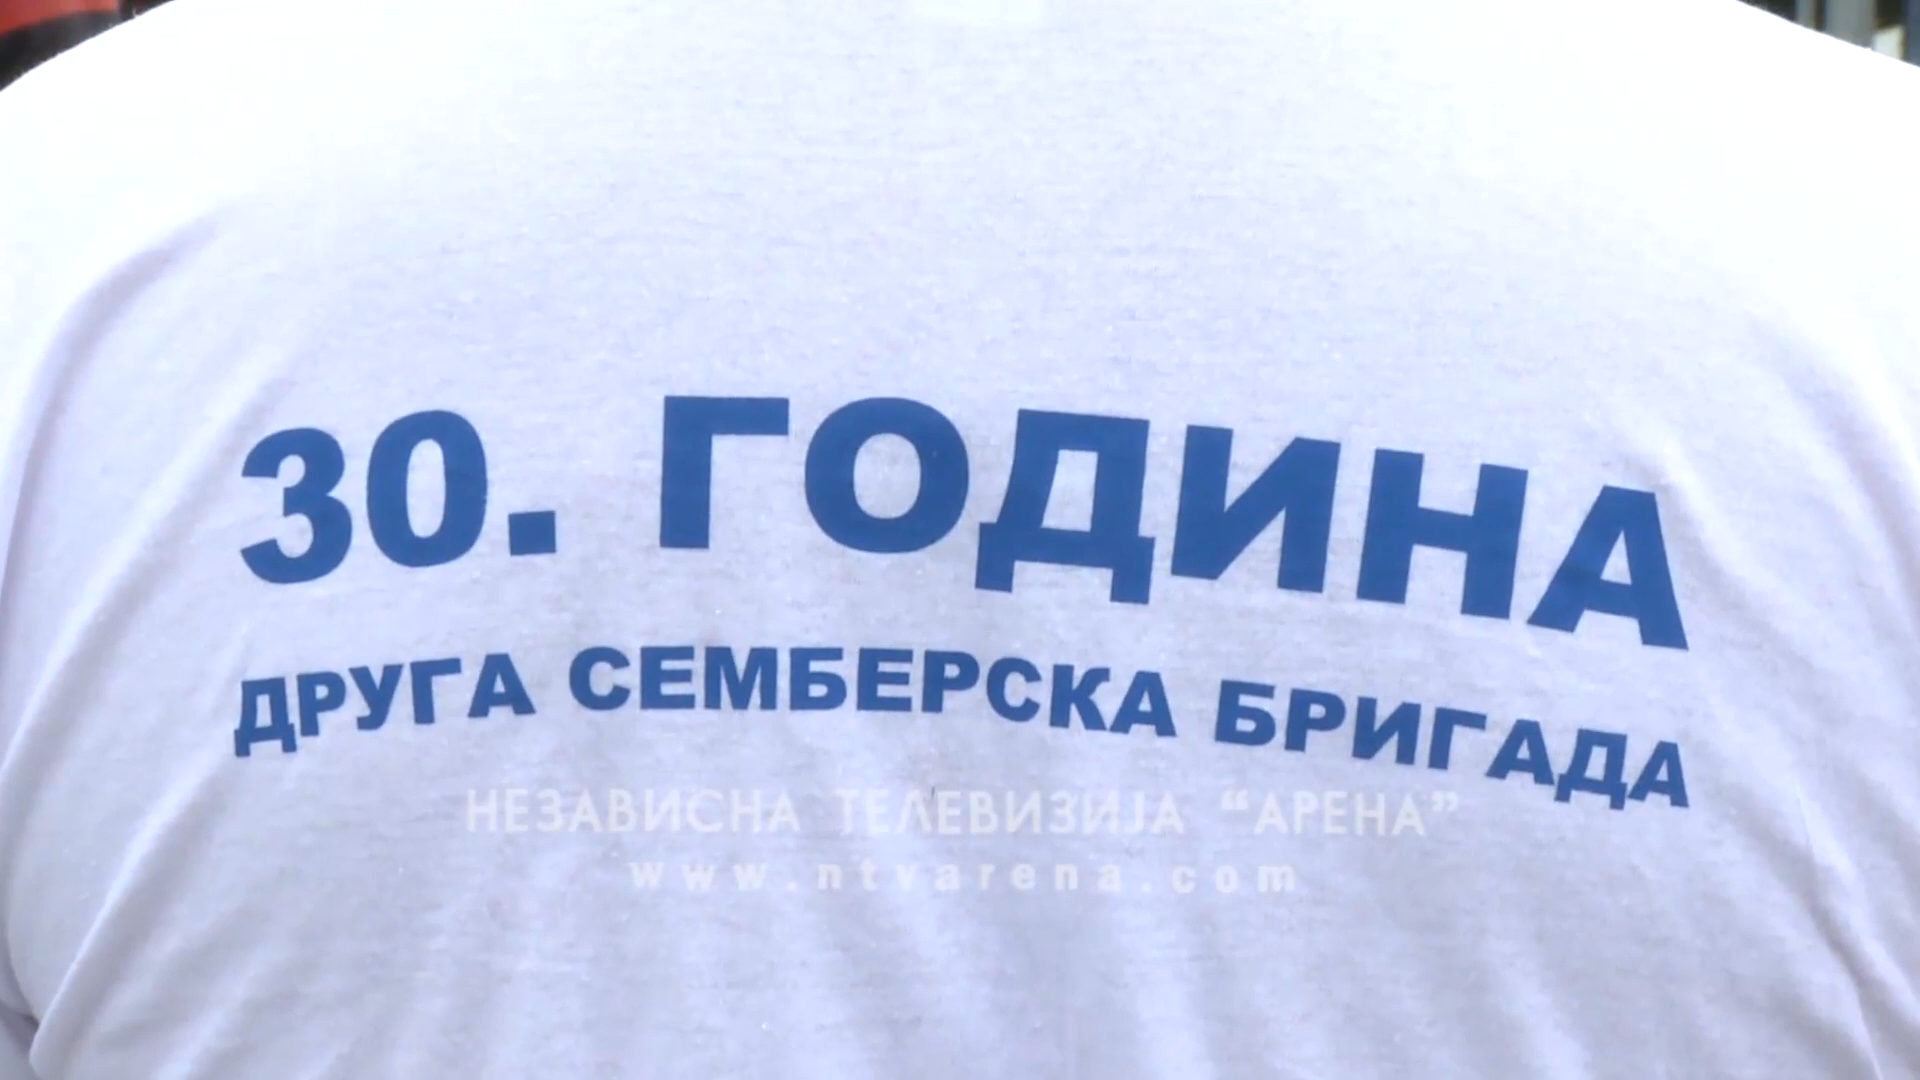 30. ГОДИНА
ДРУГА СЕМБЕРСКА БРИГАДА
НЕЗАВИСНА ТЕЛЕВИЗИЈА “АРЕНА”
www.ntvarena.com